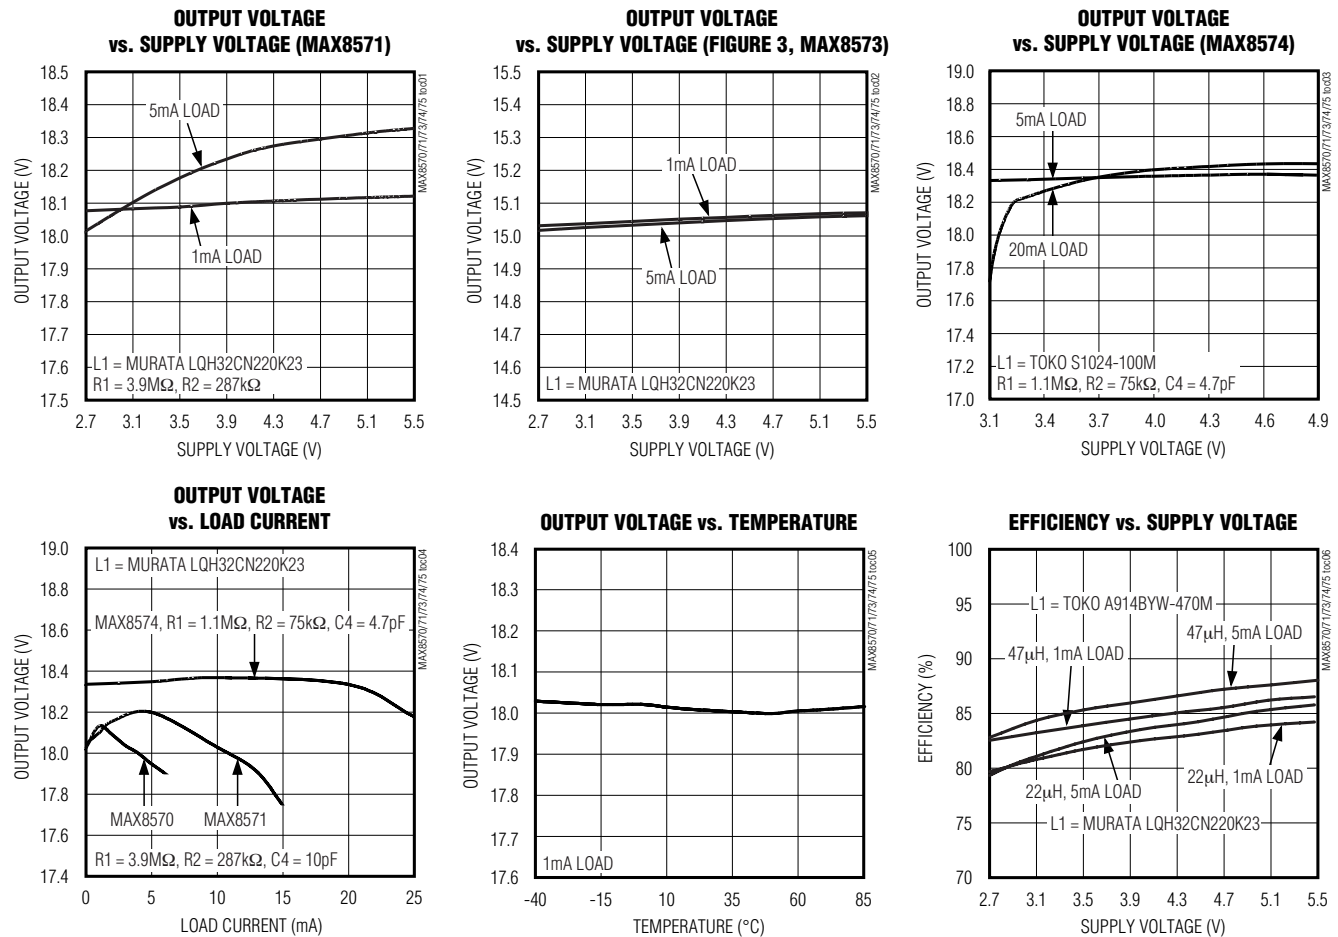 OUTPUT VOLTAGE
vs. SUPPLY VOLTAGE (MAX8571)
18.5
18.4
18.3
18.2
18.1
18.0
17.9
17.8
17.7
17.6
17.5
OUTPUT VOLTAGE (V)
5mA LOAD
1mA LOAD
L1 = MURATA LQH32CN220K23
R1 = 3.9MΩ, R2 = 287kΩ
2.7 3.1 3.5 3.9 4.3 4.7 5.1 5.5
SUPPLY VOLTAGE (V)
MAX8570/71/73/74/75 toc01
OUTPUT VOLTAGE
vs. SUPPLY VOLTAGE (FIGURE 3, MAX8573)
15.5
15.4
15.3
15.2
15.1
15.0
14.9
14.8
14.7
14.6
14.5
OUTPUT VOLTAGE (V)
1mA LOAD
5mA LOAD
L1 = MURATA LQH32CN220K23
2.7 3.1 3.5 3.9 4.3 4.7 5.1 5.5
SUPPLY VOLTAGE (V)
MAX8570/71/73/74/75 toc02
OUTPUT VOLTAGE
vs. SUPPLY VOLTAGE (MAX8574)
19.0
18.8
18.6
18.4
18.2
18.0
17.8
17.6
17.4
17.2
17.0
OUTPUT VOLTAGE (V)
5mA LOAD
20mA LOAD
L1 = TOKO S1024-100M
R1 = 1.1MΩ, R2 = 75kΩ, C4 = 4.7pF
3.1 3.4 3.7 4.0 4.3 4.6 4.9
SUPPLY VOLTAGE (V)
MAX8570/71/73/74/75 toc03
OUTPUT VOLTAGE
vs. LOAD CURRENT
19.0
18.8
18.6
18.4
18.2
18.0
17.8
17.6
17.4
OUTPUT VOLTAGE (V)
L1 = MURATA LQH32CN220K23
MAX8574, R1 = 1.1MΩ, R2 = 75kΩ, C4 = 4.7pF
MAX8570 MAX8571
R1 = 3.9MΩ, R2 = 287kΩ, C4 = 10pF
0 5 10 15 20 25
LOAD CURRENT (mA)
MAX8570/71/73/74/75 toc04
OUTPUT VOLTAGE vs. TEMPERATURE
18.4
18.3
18.2
18.1
18.0
17.9
17.8
17.7
17.6
OUTPUT VOLTAGE (V)
1mA LOAD
-40 -15 10 35 60 85
TEMPERATURE (°C)
MAX8570/71/73/74/75 toc05
EFFICIENCY vs. SUPPLY VOLTAGE
100
95
90
85
80
75
70
EFFICIENCY (%)
L1 = TOKO A914BYW-470M
47µH, 5mA LOAD
47µH, 1mA LOAD
22µH, 1mA LOAD
22µH, 5mA LOAD
L1 = MURATA LQH32CN220K23
2.7 3.1 3.5 3.9 4.3 4.7 5.1 5.5
SUPPLY VOLTAGE (V)
MAX8570/71/73/74/75 toc06